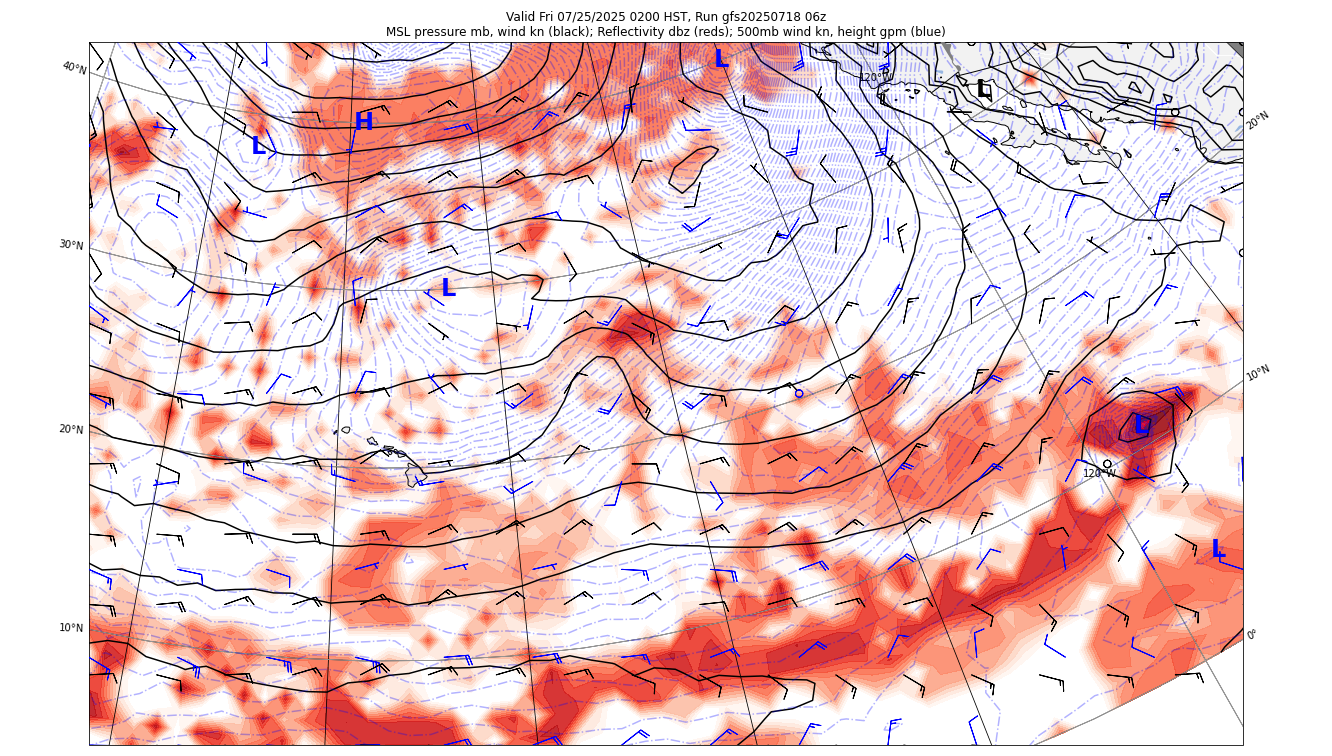 Valid Fri 07/25/2025 0200 HST, Run gfs20250718 06z
MSL pressure mb, wind kn (black); Reflectivity dbz (reds); 500mb wind kn, height gpm (blue)
L
40°N
120°W
L
20°N
H
L
30°N
L
10°N
20°N
L
120°W
L
10°N
0°